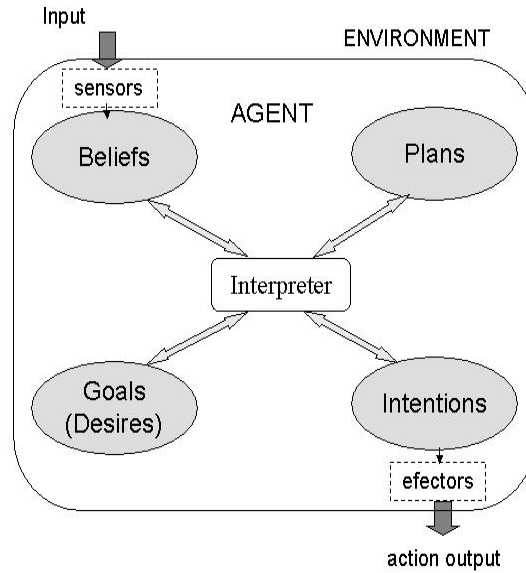 Input
ENVIRONMENT
sensors
AGENT
Beliefs
Plans
Interpreter
Goals
(Desires)
Intentions
efectors
action output